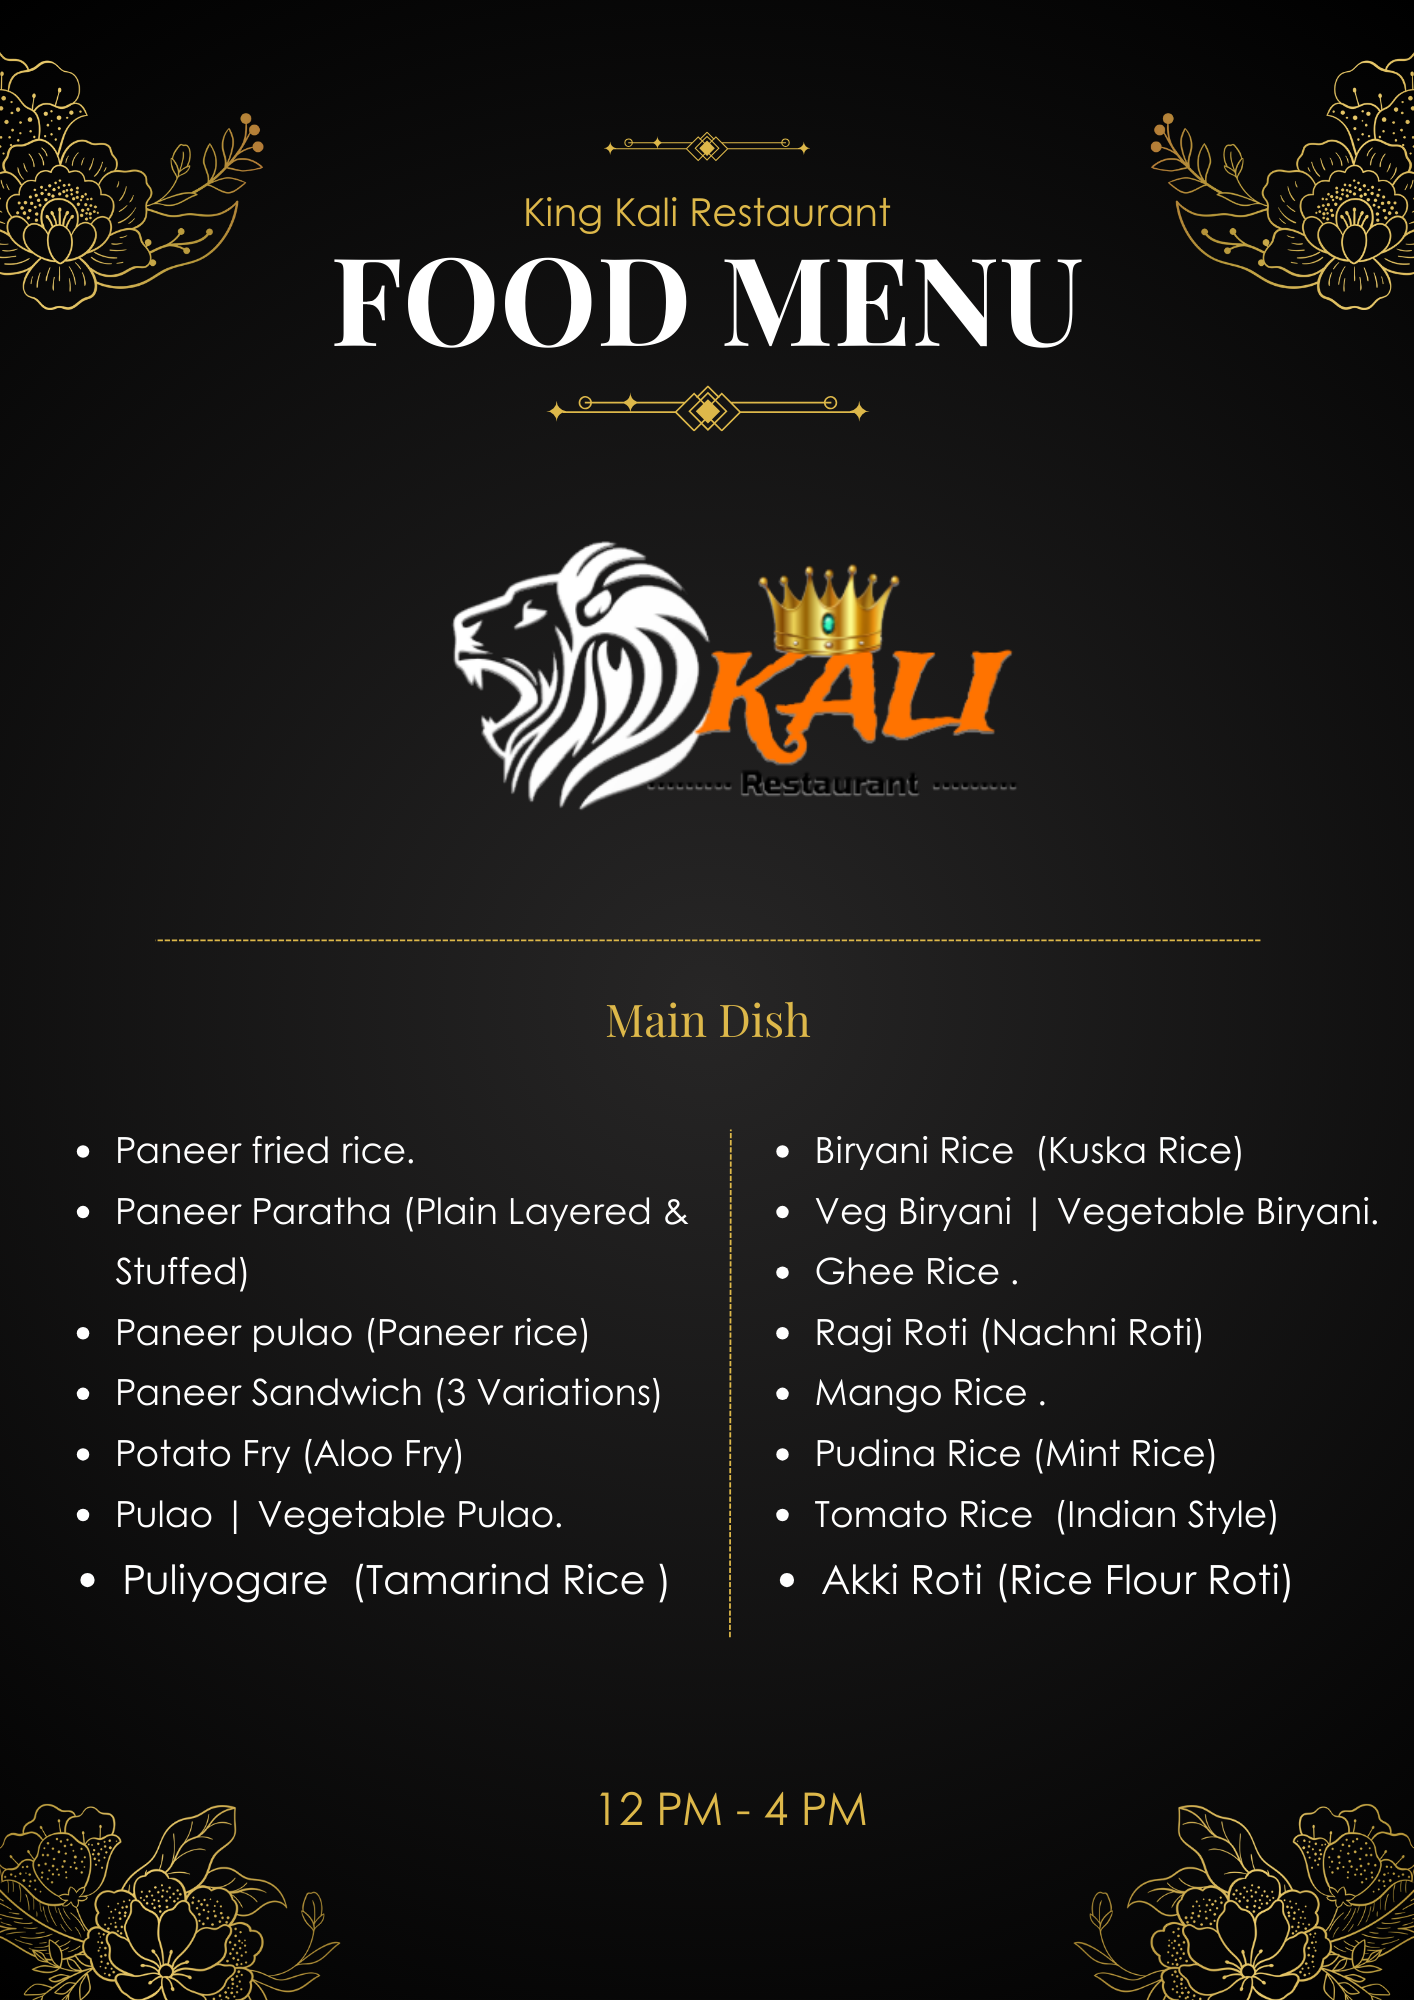 King Kali Restaurant
FOOD MENU
KALI
Restaurant
Main Dish
Paneer fried rice.
Paneer Paratha (Plain Layered &
Stuffed)
Paneer pulao (Paneer rice)
Paneer Sandwich (3 Variations)
Potato Fry (Aloo Fry)
Pulao | Vegetable Pulao.
Puliyogare (Tamarind Rice )
Biryani Rice (Kuska Rice)
Veg Biryani | Vegetable Biryani.
Ghee Rice .
Ragi Roti (Nachni Roti)
Mango Rice .
Pudina Rice (Mint Rice)
Tomato Rice (Indian Style)
Akki Roti (Rice Flour Roti)
12 PM - 4 PM